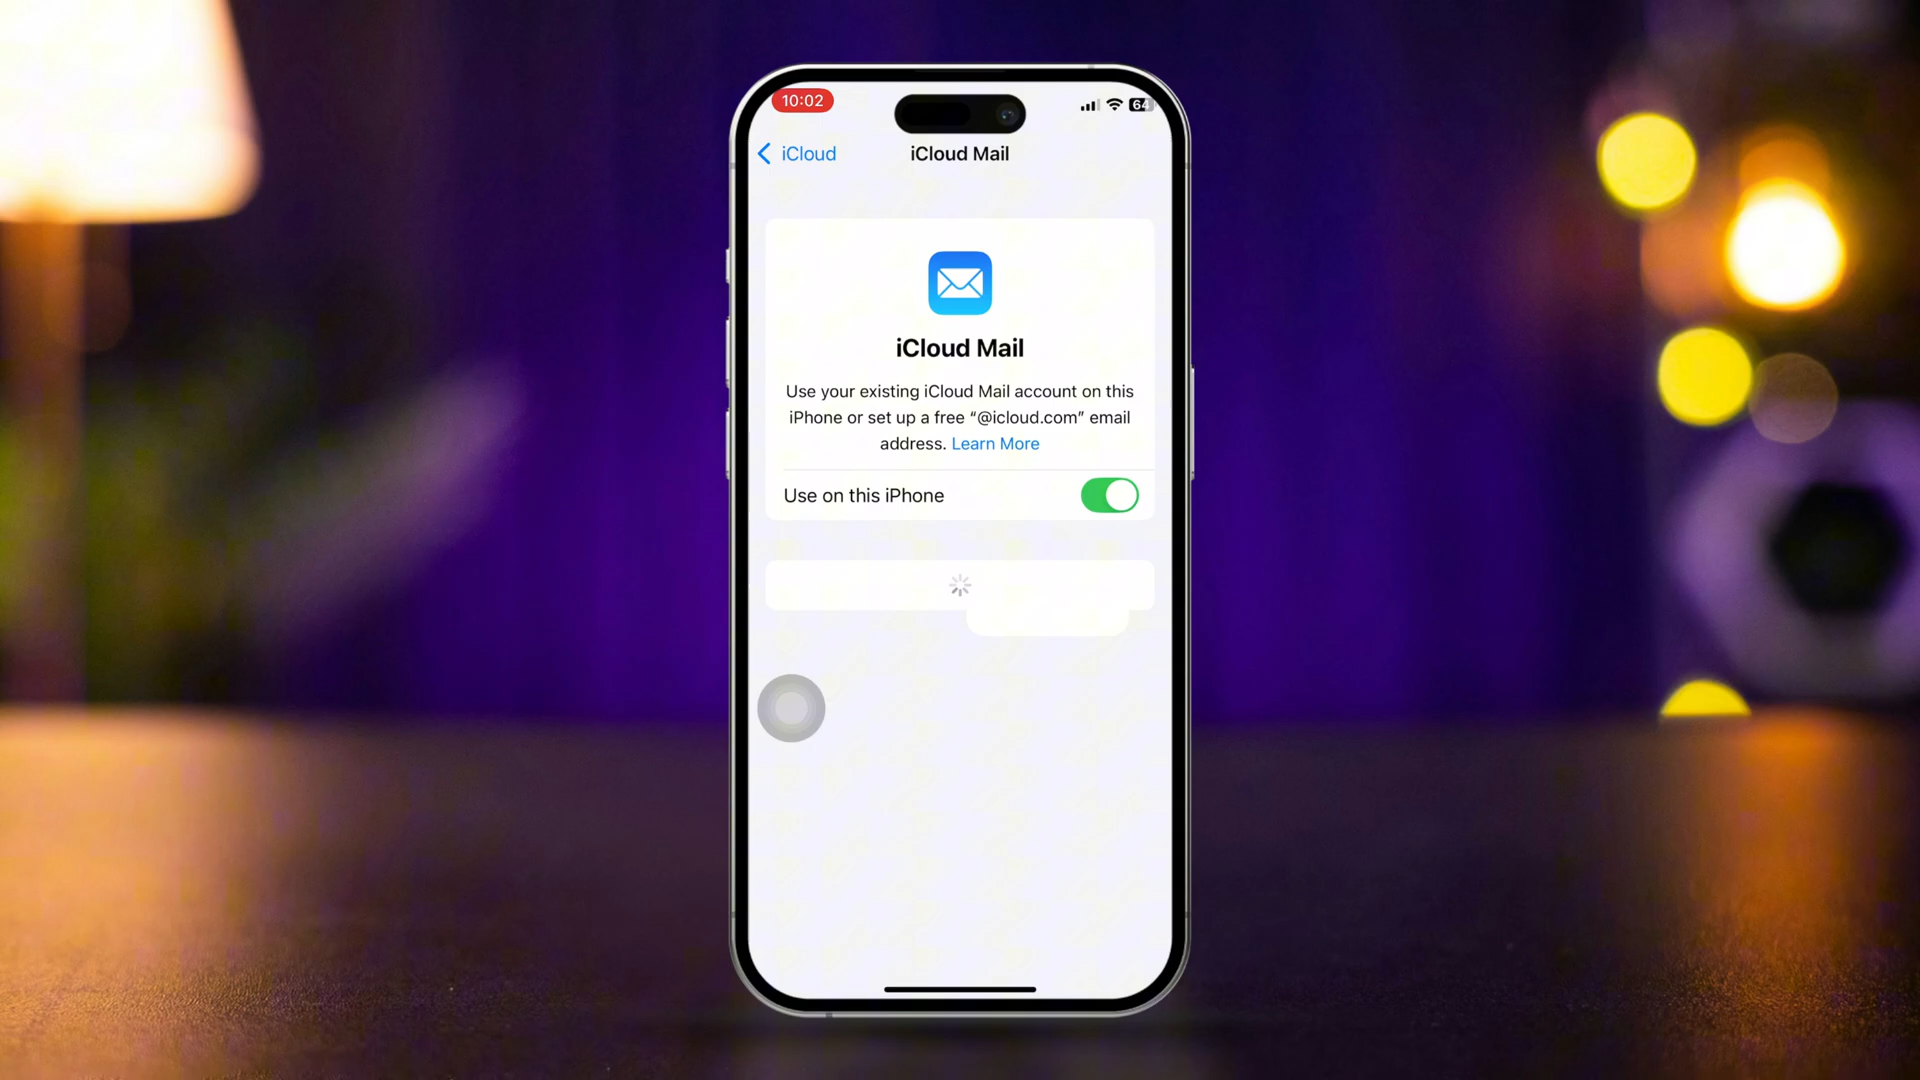 10:02
64
iCloud
iCloud Mail
iCloud Mail
Use your existing iCloud Mail account on this
iPhone or set up a free “@icloud.com” email
address. Learn More
Use on this iPhone